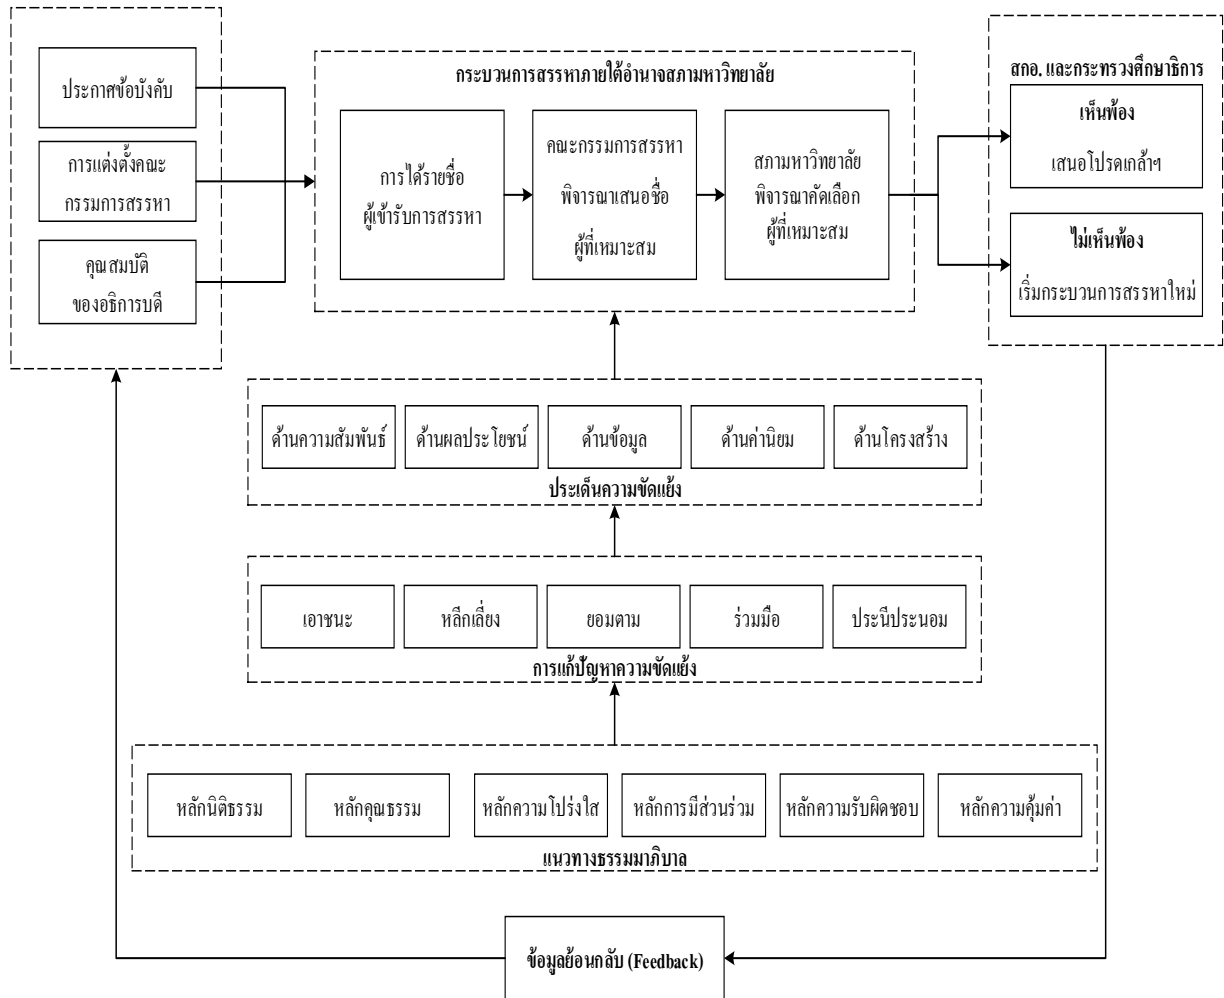 ประกาศข้อบังคับ
การแต่งตั้งคณะ
กรรมการสรรหา
คุณสมบัติ
ของอธิการบดี
กระบวนการสรรหาภายใต้อำนาจสภามหาวิทยาลัย
การได้รายชื่อ
ผู้เข้ารับการสรรหา
คณะกรรมการสรรหา
พิจารณาเสนอชื่อ
ผู้ที่เหมาะสม
สภามหาวิทยาลัย
พิจารณาคัดเลือก
ผู้ที่เหมาะสม
สกอ. และกระทรวงศึกษาธิการ
เห็นพ้อง
เสนอโปรดเกล้าฯ
ไม่เห็นพ้อง
เริ่มกระบวนการสรรหาใหม่
ด้านความสัมพันธ์
ด้านผลประโยชน์
ด้านข้อมูล
ด้านค่านิยม
ด้านโครงสร้าง
ประเด็นความขัดแย้ง
เอาชนะ
หลีกเลี่ยง
ยอมตาม
ร่วมมือ
ประนีประนอม
การแก้ปัญหาความขัดแย้ง
หลักนิติธรรม
หลักคุณธรรม
หลักความโปร่งใส
หลักการมีส่วนร่วม
หลักความรับผิดชอบ
หลักความคุ้มค่า
แนวทางธรรมมาภิบาล
ข้อมูลย้อนกลับ (Feedback)